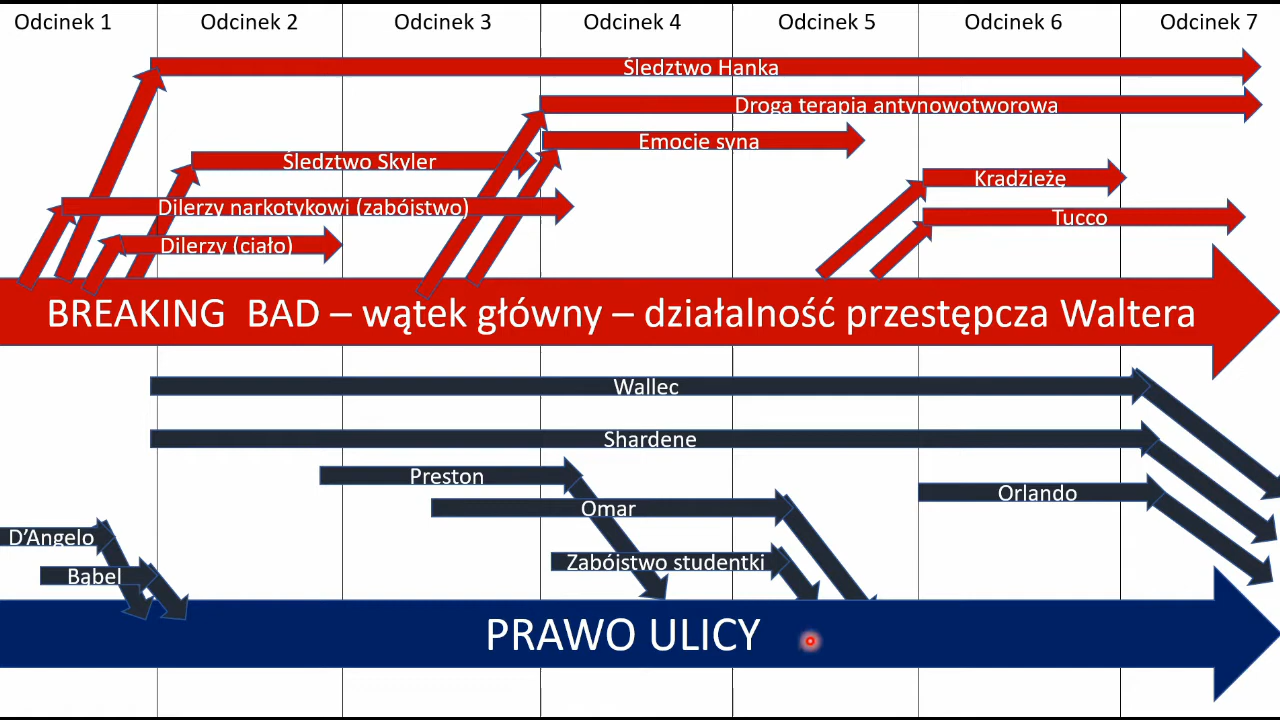 Odcinek 1
Odcinek 2
Odcinek 3
Odcinek 4
Odcinek 5
Odcinek 6
Odcinek 7
Śledztwo Hanka
Droga terapia antynowotworowa
Emocje syna
Śledztwo Skyler
Kradzieże
Dilerzy narkotykowi (zabójstwo)
Tucco
Dilerzy (ciało)
BREAKING BAD – wątek główny – działalność przestępcza Waltera
Wallec
Shardene
Preston
Orlando
Omar
D’Angelo
Zabójstwo studentki
Babel
PRAWO ULICY